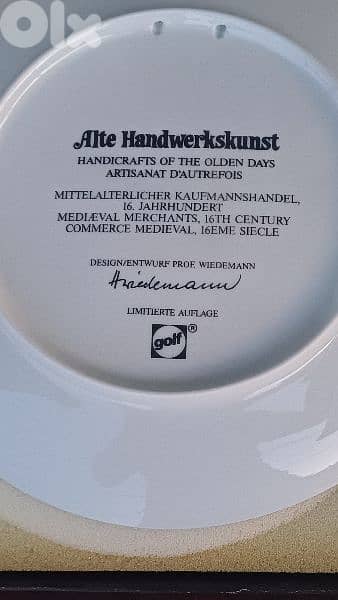 OLX
Alte Handwerkskunst
HANDICRAFTS OF THE OLDEN DAYS
ARTISANAT D'AUTREFOIS
MITTELALTERLICHER KAUFMANNSHANDEL,
16. JAHRHUNDERT
MEDIÆVAL MERCHANTS, 16TH CENTURY
COMMERCE MEDIEVAL, 16EME SIECLE
DESIGN/ENTWURF PROF. WIEDEMANN
Wiedemann
LIMITIERTE AUFLAGE
golf ®